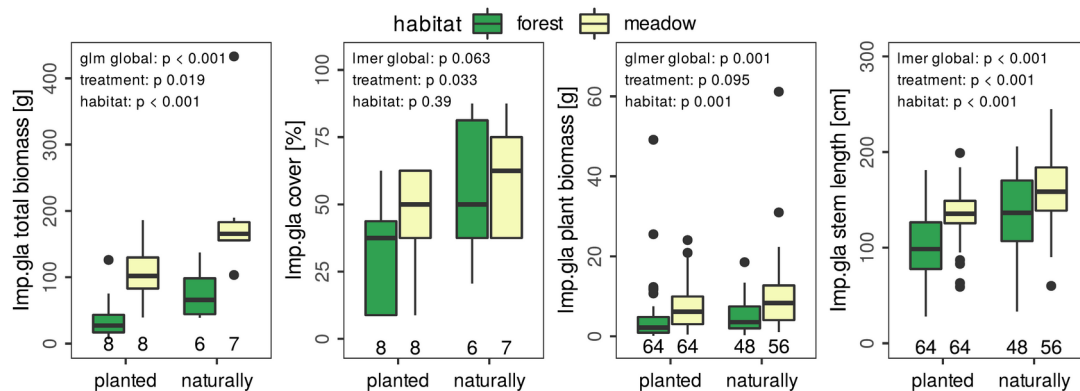 habitat forest meadow
Imp.gla total biomass [g]
glm global: p < 0.001
treatment: p 0.019
habitat: p < 0.001
400
300
200
100
0
8 8 6 7
planted naturally
Imp.gla cover [%]
lmer global: p 0.063
treatment: p 0.033
habitat: p 0.39
100
75
50
25
0
8 8 6 7
planted naturally
Imp.gla plant biomass [g]
glmer global: p 0.001
treatment: p 0.095
habitat: p 0.001
60
40
20
0
64 64 48 56
planted naturally
Imp.gla stem length [cm]
lmer global: p < 0.001
treatment: p < 0.001
habitat: p < 0.001
300
200
100
0
64 64 48 56
planted naturally